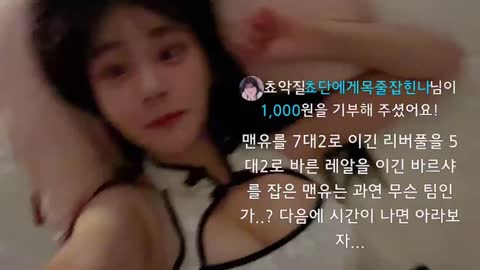 쵸악질쵸단에게목줄잡힌나님이
1,000원을 기부해 주셨어요!
맨유를 7대2로 이긴 리버풀을 5
대2로 바른 레알을 이긴 바르샤
를 잡은 맨유는 과연 무슨 팀인
가..? 다음에 시간이 나면 아라보
자...